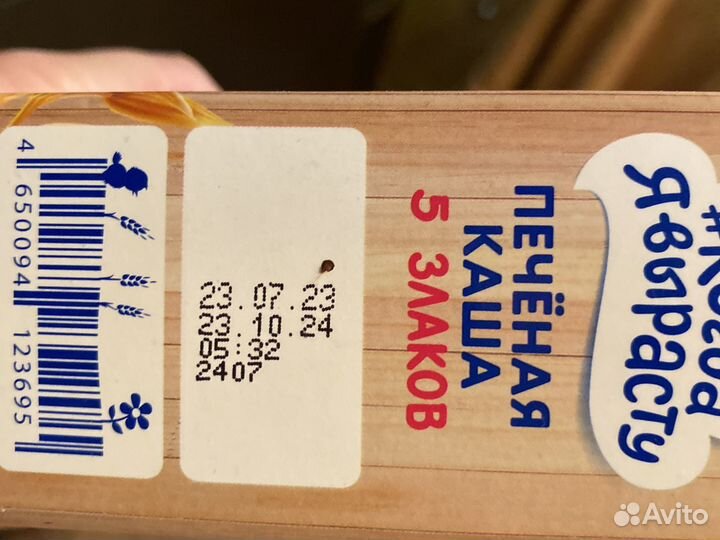 #Когда
Я вырасту
ПЕЧЁНАЯ
КАША
5 ЗЛАКОВ
23.07.23
23.10.24
05:32
2407
4 650094 123695
Avito